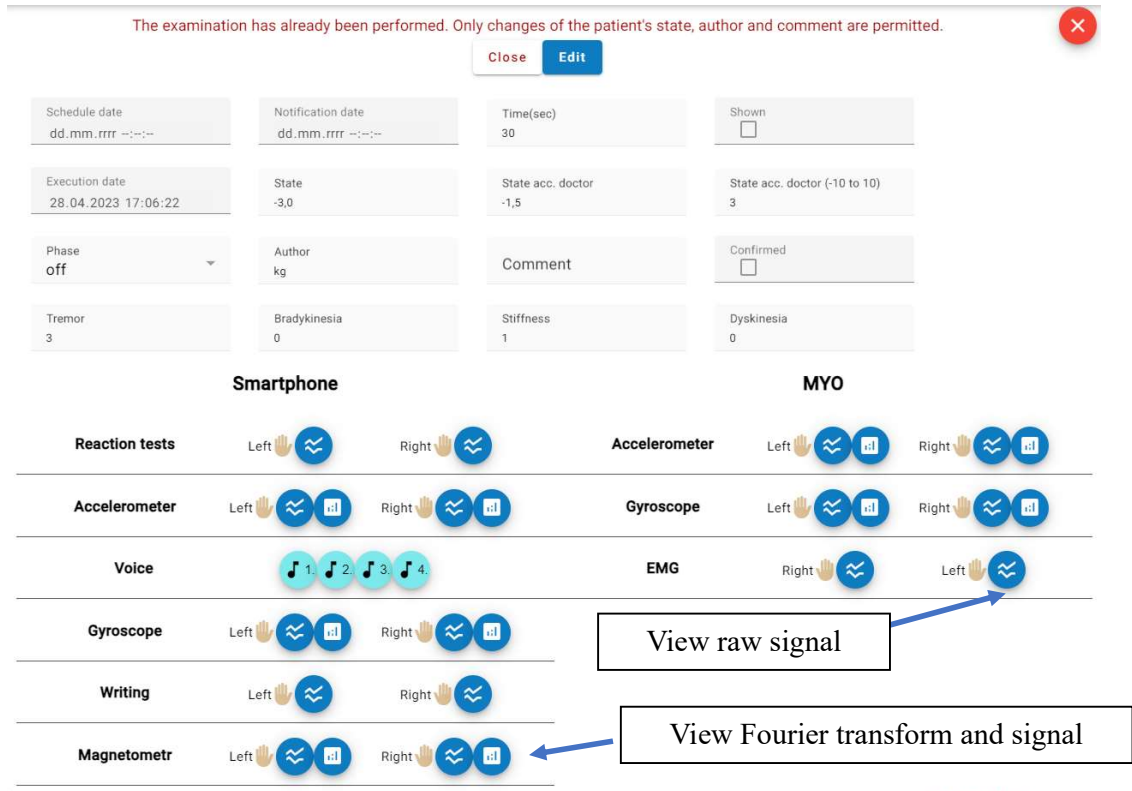 The examination has already been performed. Only changes of the patient's state, author and comment are permitted.
Close Edit
Schedule date Notification date Time(sec) Shown
dd.mm.rrrr --:--:-- dd.mm.rrrr --:--:-- 30
Execution date State State acc. doctor State acc. doctor (-10 to 10)
28.04.2023 17:06:22 -3,0 -1,5 3
Phase Author Comment Confirmed
off kg
Tremor Bradykinesia Stiffness Dyskinesia
3 0 1 0
Smartphone MYO
Reaction tests Left Right Accelerometer Left Right
Accelerometer Left Right Gyroscope Left Right
Voice 1. 2. 3. 4. EMG Right Left
Gyroscope Left Right
View raw signal
Writing Left Right
View Fourier transform and signal
Magnetometr Left Right